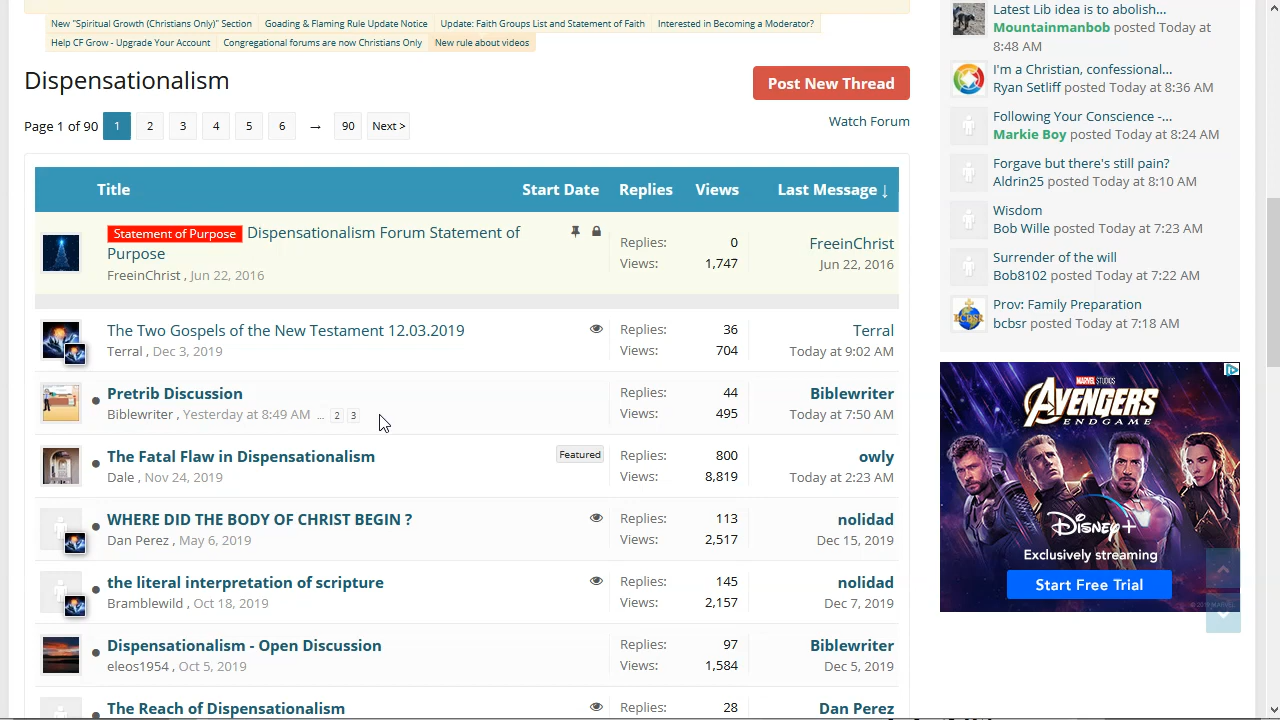 New "Spiritual Growth (Christians Only)" Section Goading & Flaming Rule Update Notice Update: Faith Groups List and Statement of Faith Interested in Becoming a Moderator?
Help CF Grow - Upgrade Your Account Congregational forums are now Christians Only New rule about videos
Dispensationalism
Post New Thread
Page 1 of 90 1 2 3 4 5 6 → 90 Next >
Watch Forum
Title Start Date Replies Views Last Message ↓
Statement of Purpose Dispensationalism Forum Statement of
Purpose
FreeinChrist , Jun 22, 2016
Replies: 0
Views: 1,747
FreeinChrist
Jun 22, 2016
The Two Gospels of the New Testament 12.03.2019
Terral , Dec 3, 2019
Replies: 36
Views: 704
Terral
Today at 9:02 AM
Pretrib Discussion
Biblewriter , Yesterday at 8:49 AM ... 2 3
Replies: 44
Views: 495
Biblewriter
Today at 7:50 AM
The Fatal Flaw in Dispensationalism
Dale , Nov 24, 2019
Featured
Replies: 800
Views: 8,819
owly
Today at 2:23 AM
WHERE DID THE BODY OF CHRIST BEGIN ?
Dan Perez , May 6, 2019
Replies: 113
Views: 2,517
nolidad
Dec 15, 2019
the literal interpretation of scripture
Bramblewild , Oct 18, 2019
Replies: 145
Views: 2,157
nolidad
Dec 7, 2019
Dispensationalism - Open Discussion
eleos1954 , Oct 5, 2019
Replies: 97
Views: 1,584
Biblewriter
Dec 5, 2019
The Reach of Dispensationalism
Replies: 28
Dan Perez
Latest Lib idea is to abolish...
Mountainmanbob posted Today at
8:48 AM
I'm a Christian, confessional...
Ryan Setliff posted Today at 8:36 AM
Following Your Conscience -...
Markie Boy posted Today at 8:24 AM
Forgave but there's still pain?
Aldrin25 posted Today at 8:10 AM
Wisdom
Bob Wille posted Today at 7:23 AM
Surrender of the will
Bob8102 posted Today at 7:22 AM
Prov: Family Preparation
bcbsr posted Today at 7:18 AM
MARVEL STUDIOS
AVENGERS
ENDGAME
Disney+
Exclusively streaming
Start Free Trial